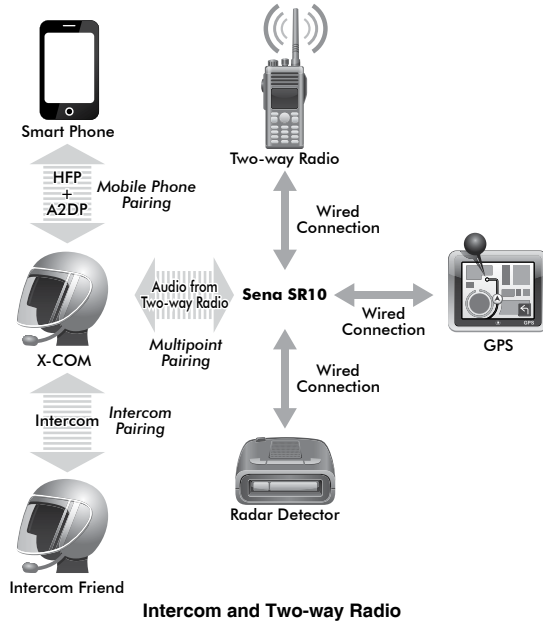 Smart Phone
Two-way Radio
HFP
+
A2DP
Mobile Phone
Pairing
Wired
Connection
Audio from
Two-way Radio
Sena SR10
Wired
Connection
GPS
GPS
X-COM
Multipoint
Pairing
Wired
Connection
Intercom
Intercom
Pairing
Radar Detector
Intercom Friend
Intercom and Two-way Radio